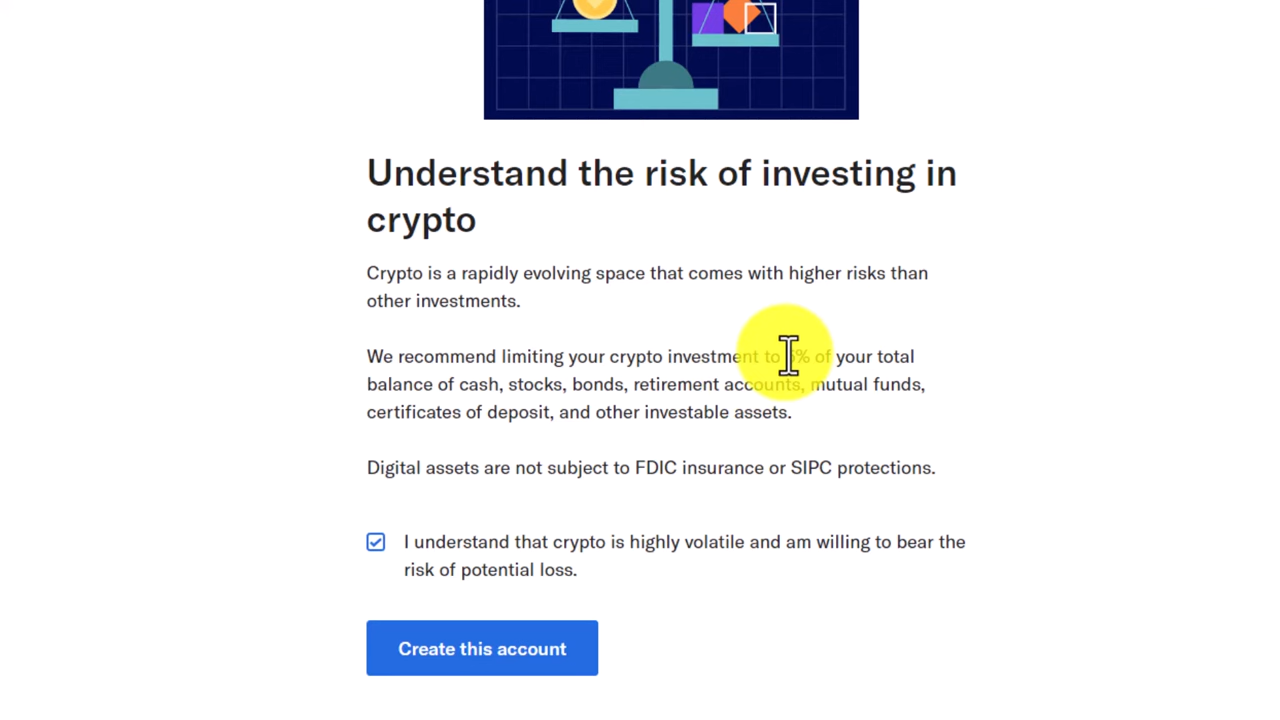 Understand the risk of investing in
crypto
Crypto is a rapidly evolving space that comes with higher risks than
other investments.
We recommend limiting your crypto investment to 5% of your total
balance of cash, stocks, bonds, retirement accounts, mutual funds,
certificates of deposit, and other investable assets.
Digital assets are not subject to FDIC insurance or SIPC protections.
I understand that crypto is highly volatile and am willing to bear the
risk of potential loss.
Create this account